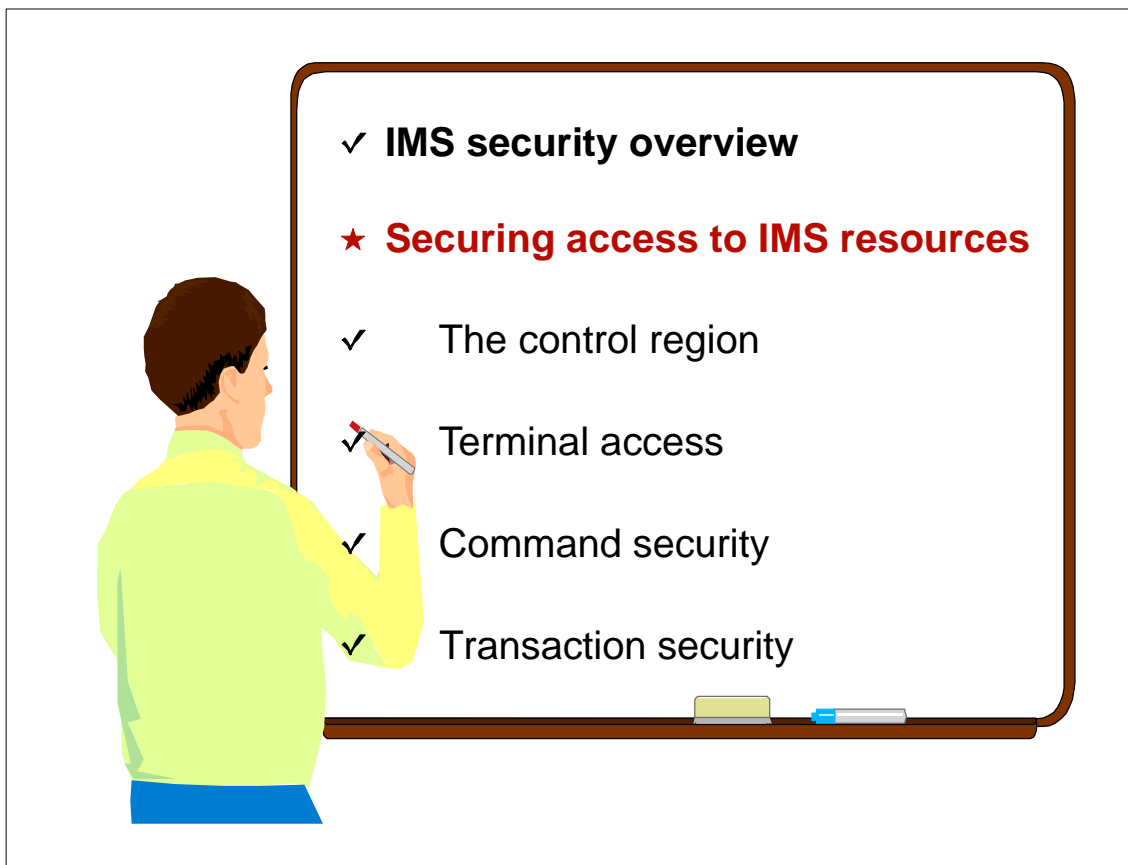 ✓ IMS security overview
★ Securing access to IMS resources
✓ The control region
✓ Terminal access
✓ Command security
✓ Transaction security